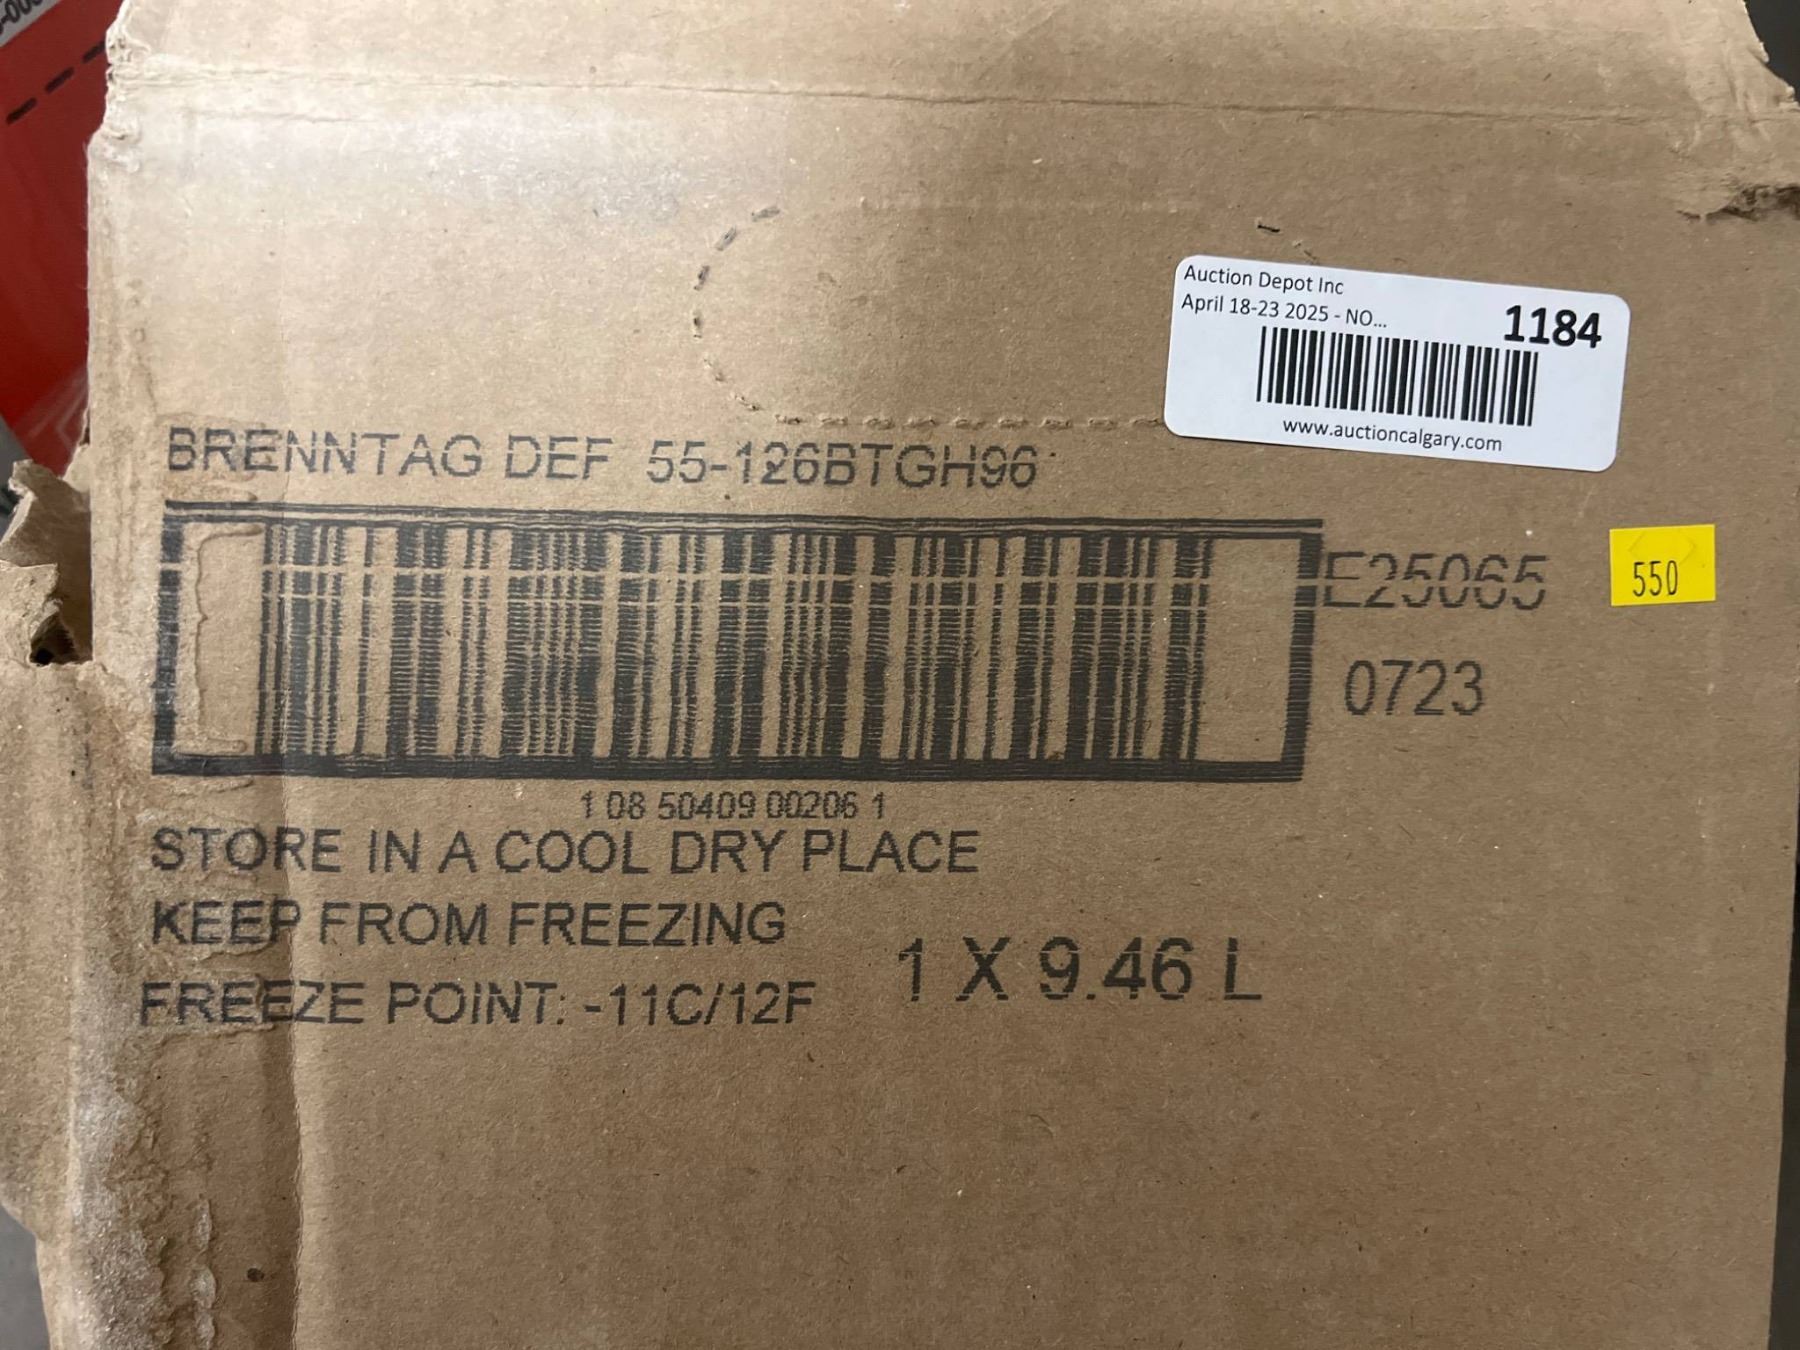 Auction Depot Inc
April 18-23 2025 - NO...
1184
www.auctioncalgary.com
BRENNTAG DEF 55-126BTGH96
E25065
550
0723
1 08 50409 00206 1
STORE IN A COOL DRY PLACE
KEEP FROM FREEZING
1 X 9.46 L
FREEZE POINT: -11C/12F